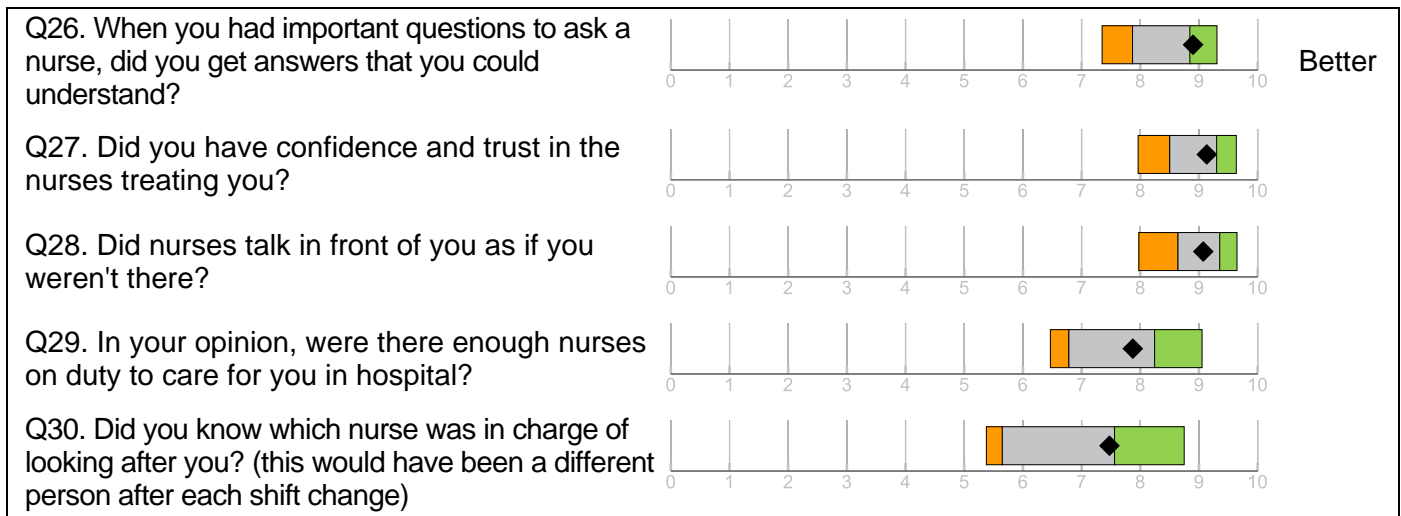 Q26. When you had important questions to ask a
nurse, did you get answers that you could
understand?
0 1 2 3 4 5 6 7 8 9 10
Better
Q27. Did you have confidence and trust in the
nurses treating you?
0 1 2 3 4 5 6 7 8 9 10
Q28. Did nurses talk in front of you as if you
weren't there?
0 1 2 3 4 5 6 7 8 9 10
Q29. In your opinion, were there enough nurses
on duty to care for you in hospital?
0 1 2 3 4 5 6 7 8 9 10
Q30. Did you know which nurse was in charge of
looking after you? (this would have been a different
person after each shift change)
0 1 2 3 4 5 6 7 8 9 10